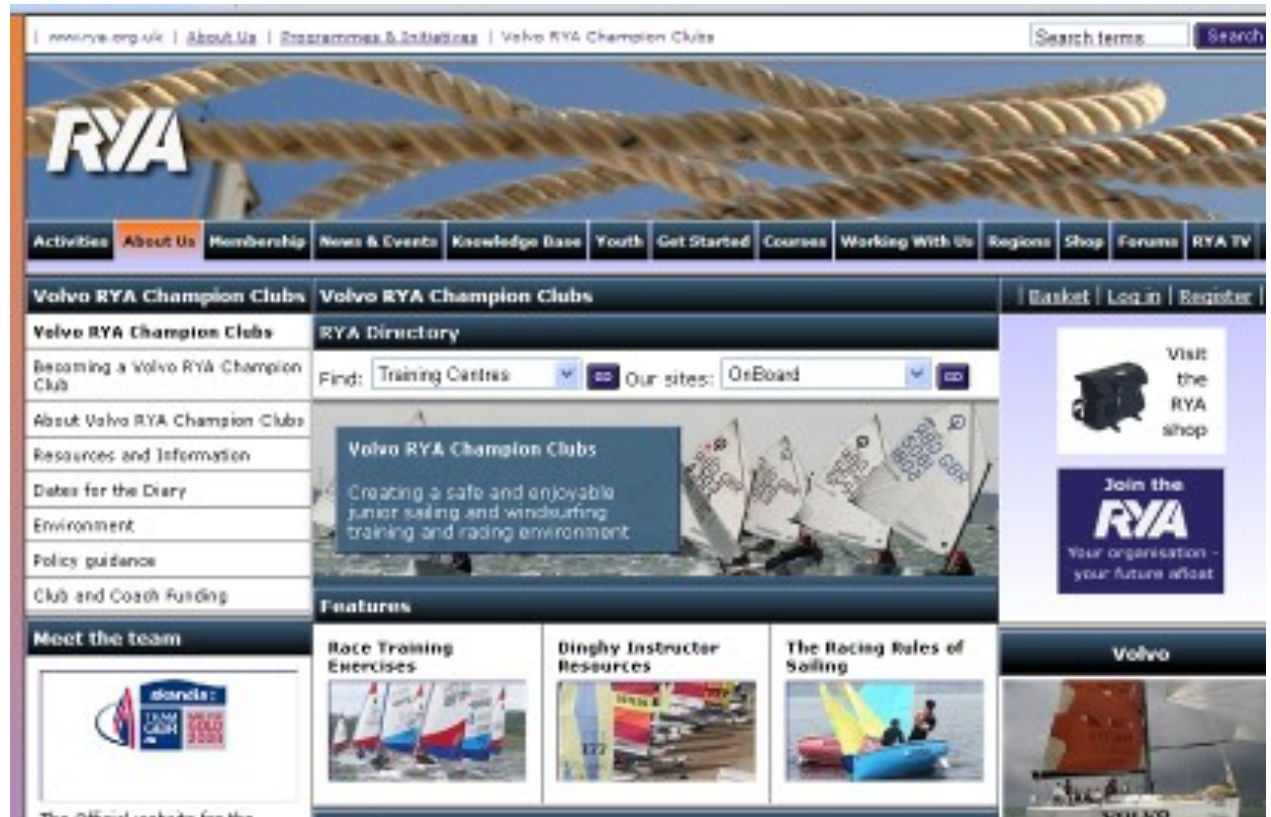 | www.rya.org.uk | About Us | Programmes & Initiatives | Volvo RYA Champion Clubs
Search terms
Search
RYA
Activities
About Us
Membership
News & Events
Knowledge Base
Youth
Get Started
Courses
Working With Us
Regions
Shop
Forums
RYA TV
Volvo RYA Champion Clubs
Volvo RYA Champion Clubs
Becoming a Volvo RYA Champion
Club
About Volvo RYA Champion Clubs
Resources and Information
Dates for the Diary
Environment
Policy guidance
Club and Coach Funding
Meet the team
skandia:
TEAM
GBR
The Official website for the
Volvo RYA Champion Clubs
RYA Directory
Find: Training Centres
GO
Our sites: OnBoard
GO
Volvo RYA Champion Clubs
Creating a safe and enjoyable
junior sailing and windsurfing
training and racing environment
Features
Race Training
Exercises
Dinghy Instructor
Resources
The Racing Rules of
Sailing
| Basket | Log in | Register |
Visit
the
RYA
shop
Join the
RYA
Your organisation -
your future afloat
Volvo